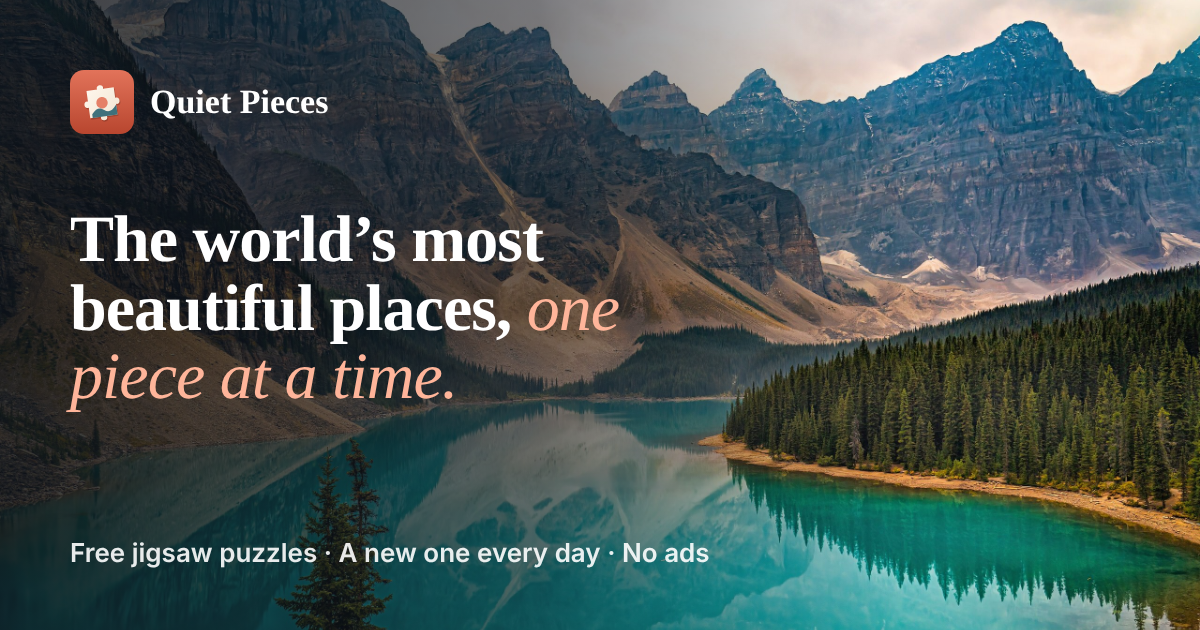 Quiet Pieces
The world’s most
beautiful places, one
piece at a time.
Free jigsaw puzzles · A new one every day · No ads